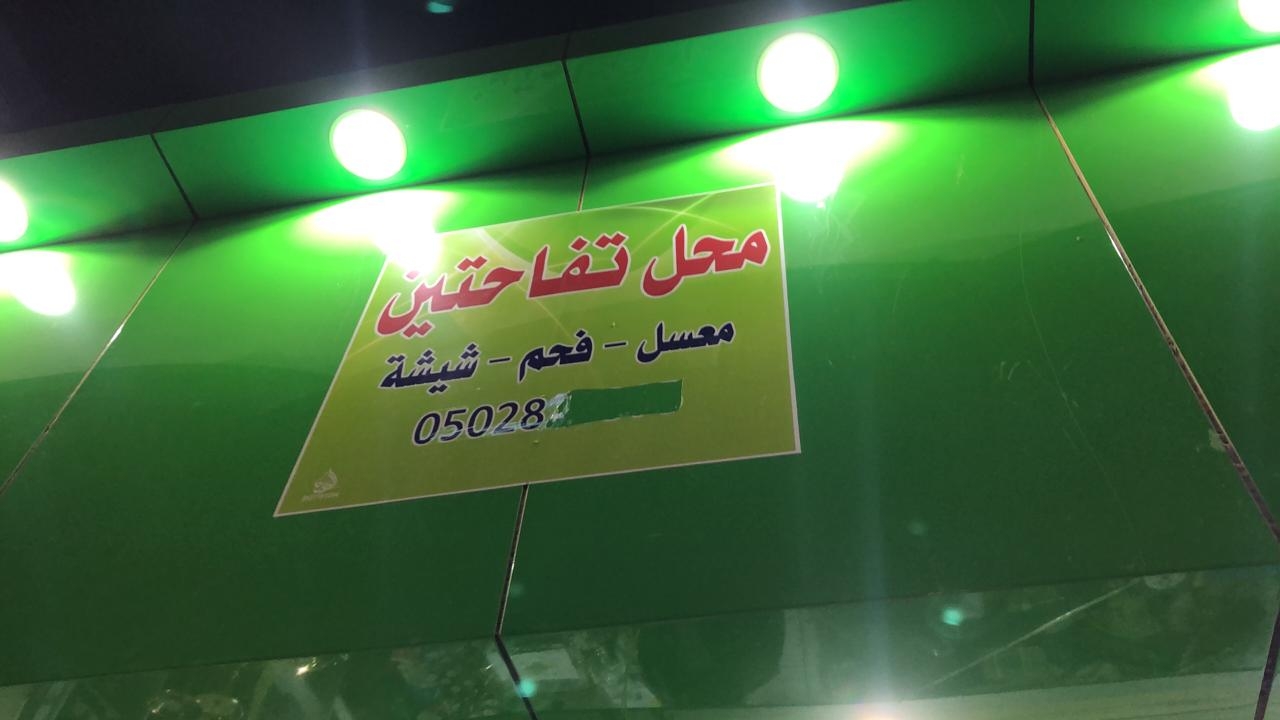 محل تفاحتين
معسل - فحم - شيشة
05028